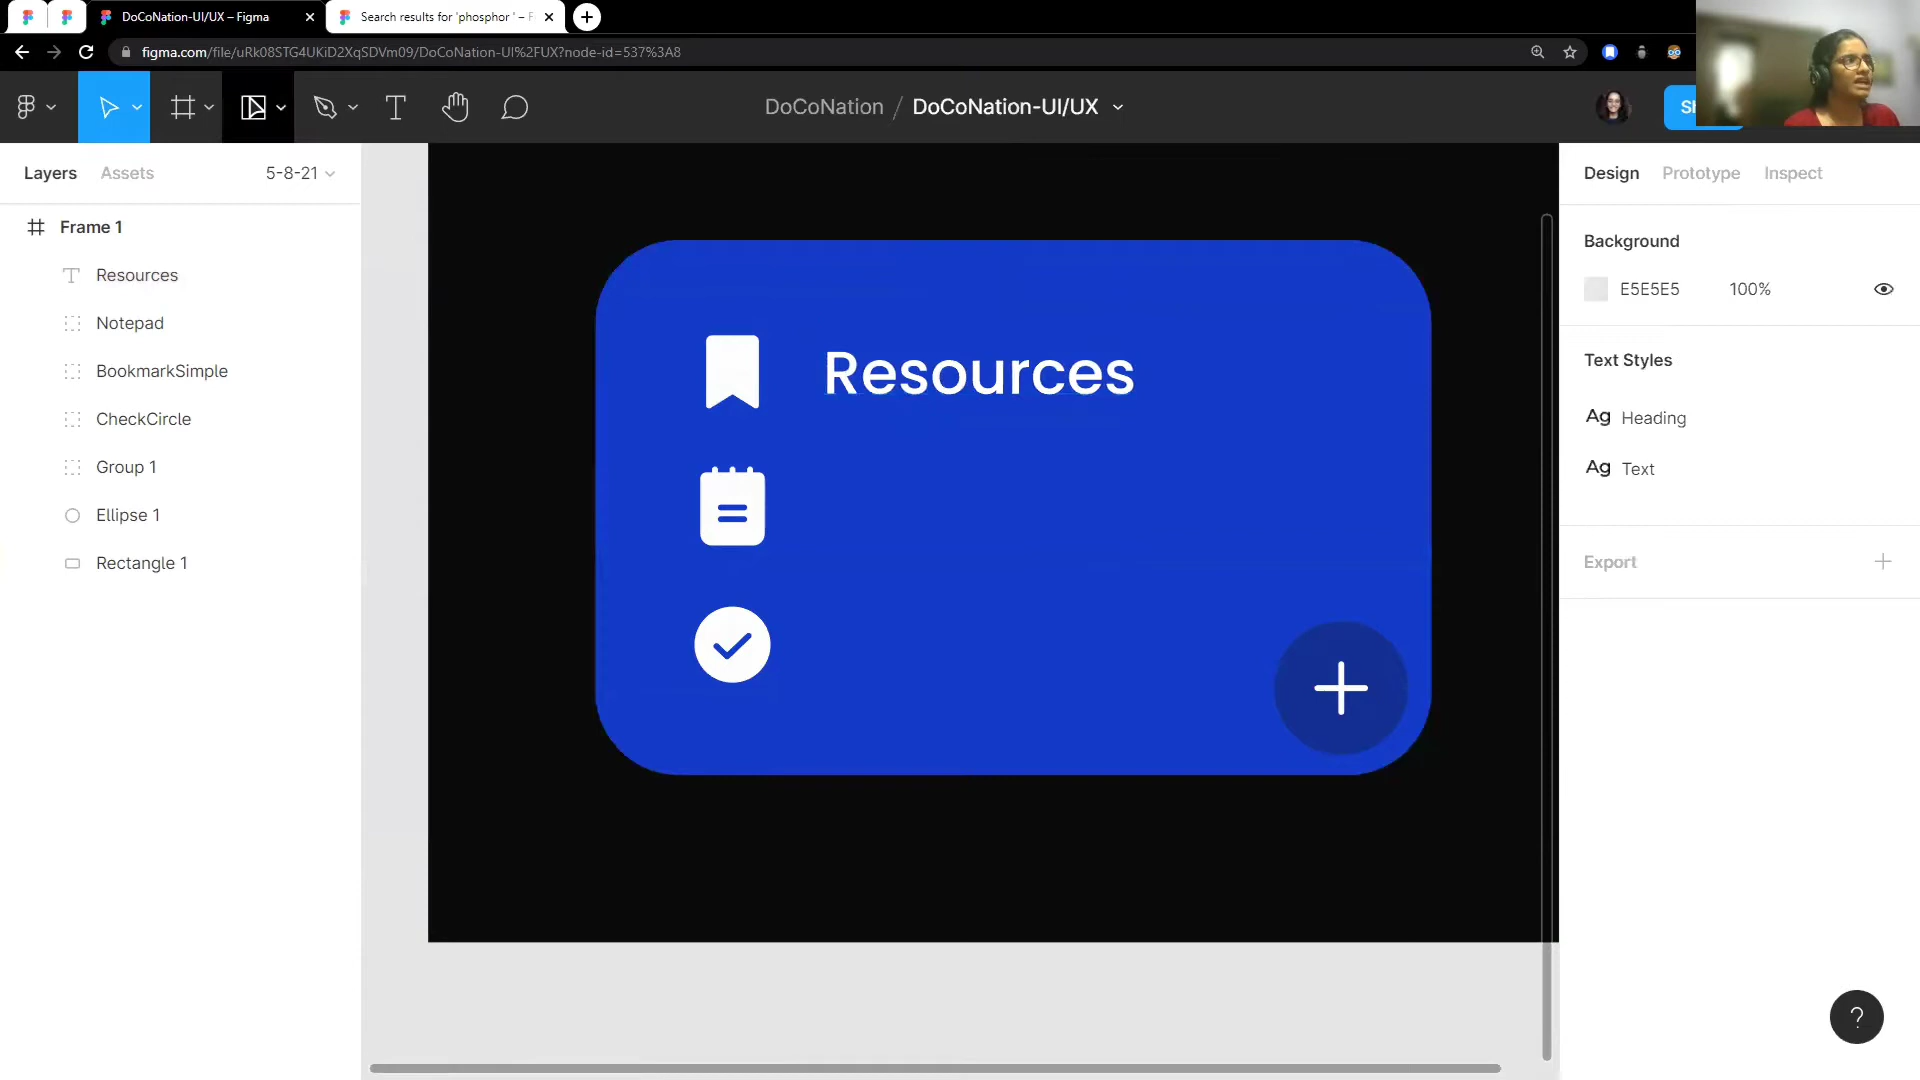 DoCoNation-UI/UX – Figma
Search results for 'phosphor ' – F
figma.com/file/uRk08STG4UKiD2XqSDVm09/DoCoNation-UI%2FUX?node-id=537%3A8
DoCoNation / DoCoNation-UI/UX
Sh
Layers
Assets
5-8-21
Design
Prototype
Inspect
Frame 1
Resources
Notepad
BookmarkSimple
CheckCircle
Group 1
Ellipse 1
Rectangle 1
Resources
Background
E5E5E5
100%
Text Styles
Ag Heading
Ag Text
Export
?